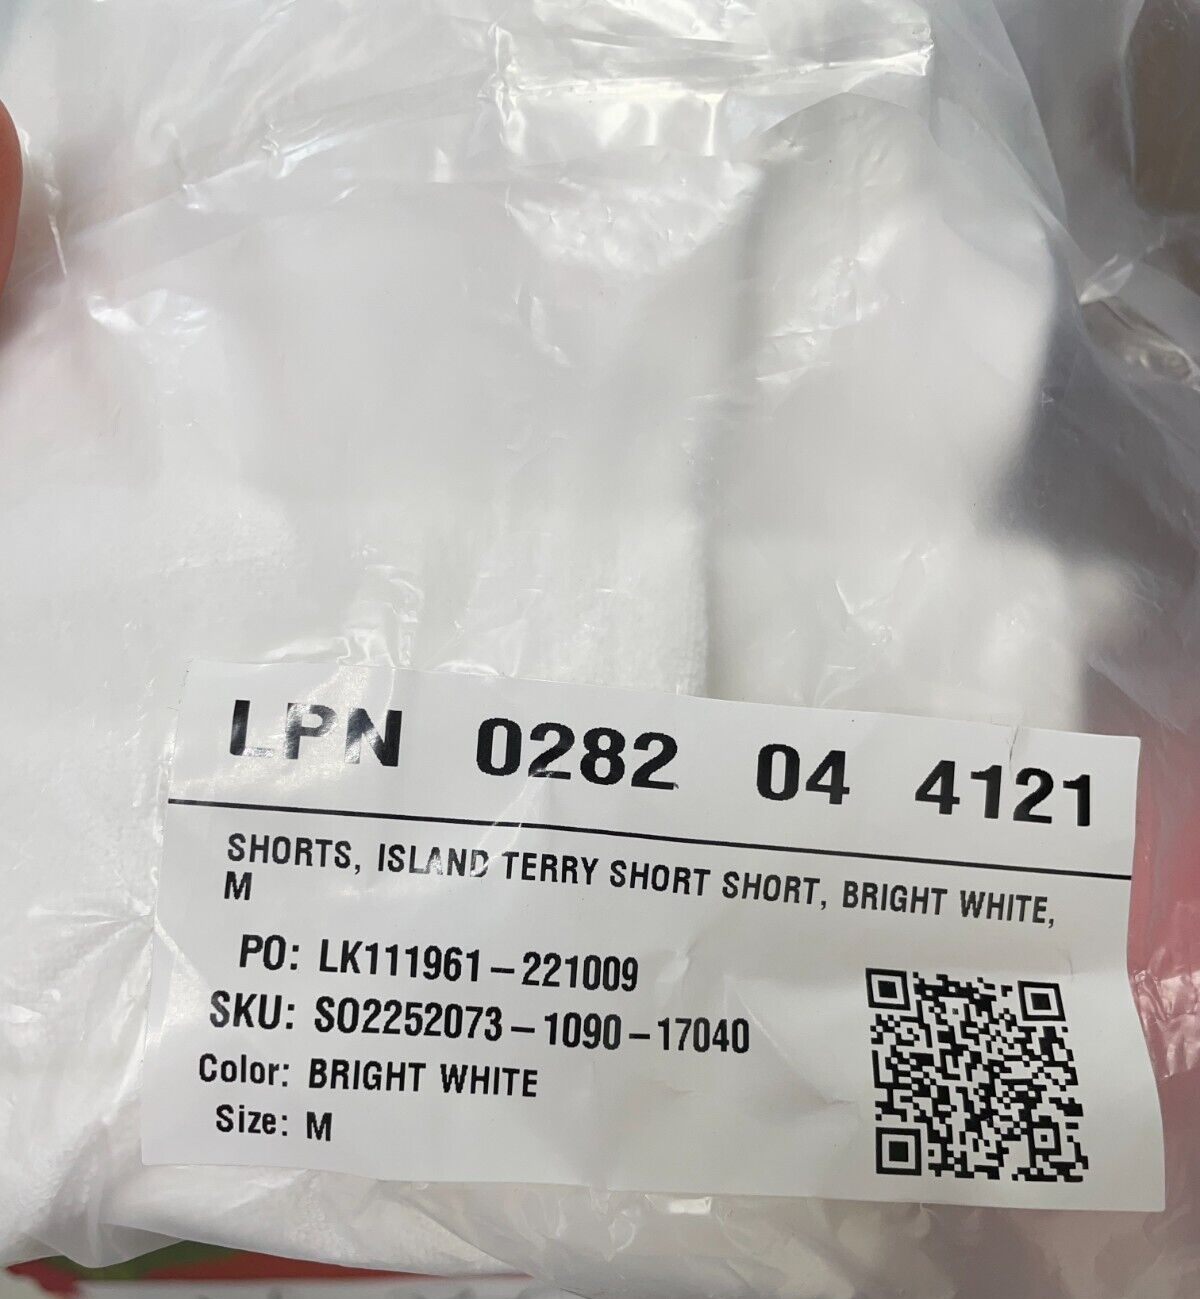 LPN 0282 04 4121
SHORTS, ISLAND TERRY SHORT SHORT, BRIGHT WHITE,
M
PO: LK111961-221009
SKU: SO2252073-1090-17040
Color: BRIGHT WHITE
Size: M